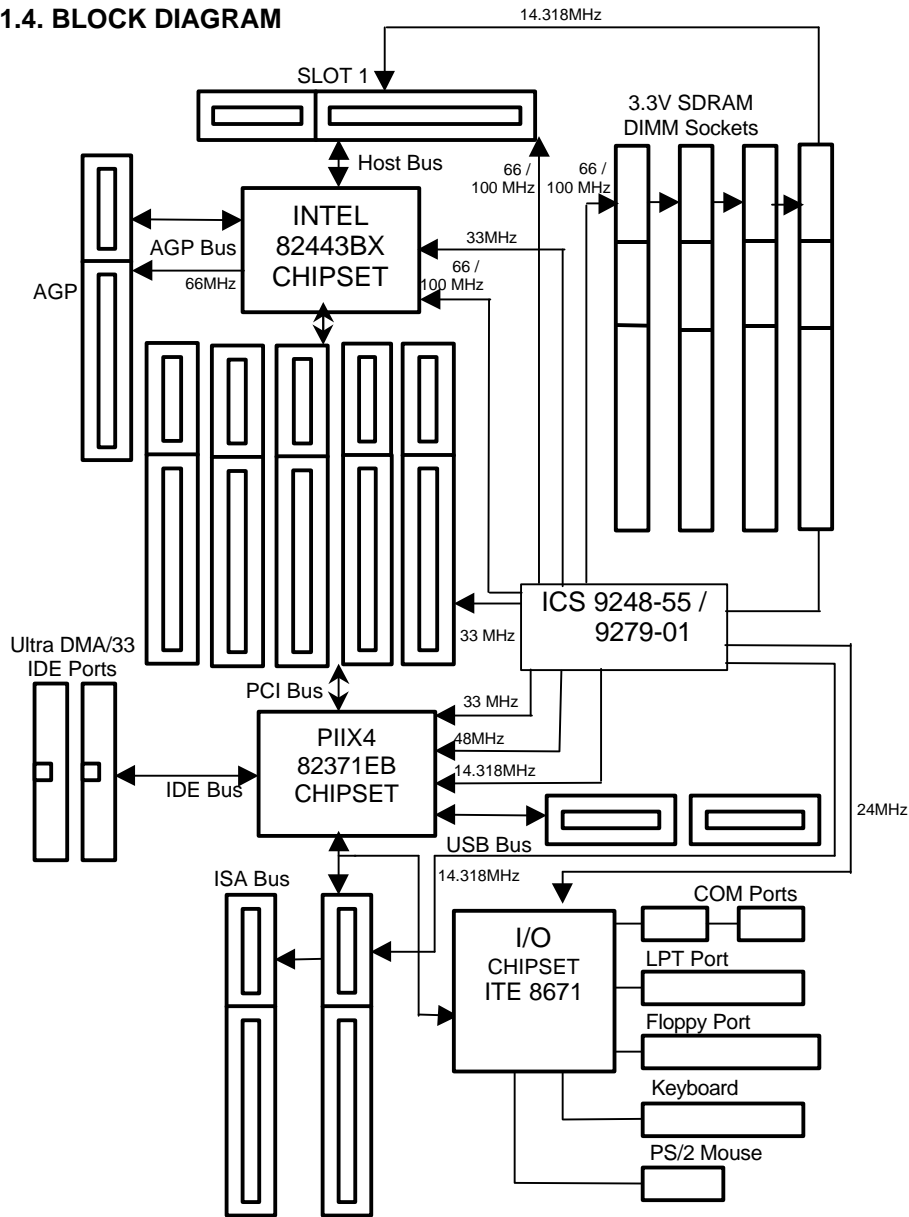 1.4. BLOCK DIAGRAM
14.318MHz
SLOT 1
3.3V SDRAM
DIMM Sockets
Host Bus
66 /
100 MHz
66 /
100 MHz
INTEL
82443BX
CHIPSET
AGP Bus
33MHz
66 /
100 MHz
66MHz
AGP
ICS 9248-55 /
9279-01
33 MHz
Ultra DMA/33
IDE Ports
PCI Bus
33 MHz
PIIX4
82371EB
CHIPSET
48MHz
14.318MHz
IDE Bus
24MHz
USB Bus
ISA Bus
14.318MHz
COM Ports
I/O
CHIPSET
ITE 8671
LPT Port
Floppy Port
Keyboard
PS/2 Mouse